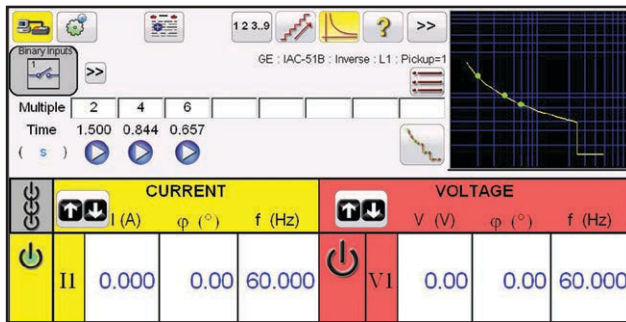 1 2 3..9
?
>>
Binary Inputs
1
>>
GE : IAC-51B : Inverse : L1 : Pickup=1
Multiple 2 4 6
Time 1.500 0.844 0.657
( s )
CURRENT VOLTAGE
I (A) φ (°) f (Hz) V (V) φ (°) f (Hz)
I1 0.000 0.00 60.000 V1 0.00 0.00 60.000